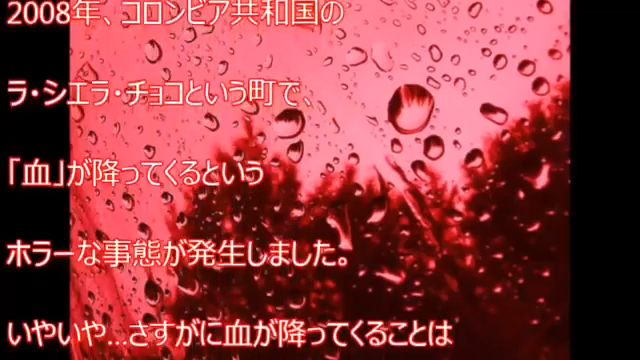 2008年、コロンビア共和国の
ラ・シエラ・チョコという町で、
「血」が降ってくるという
ホラーな事態が発生しました。
いやいや...さすがに血が降ってくることは